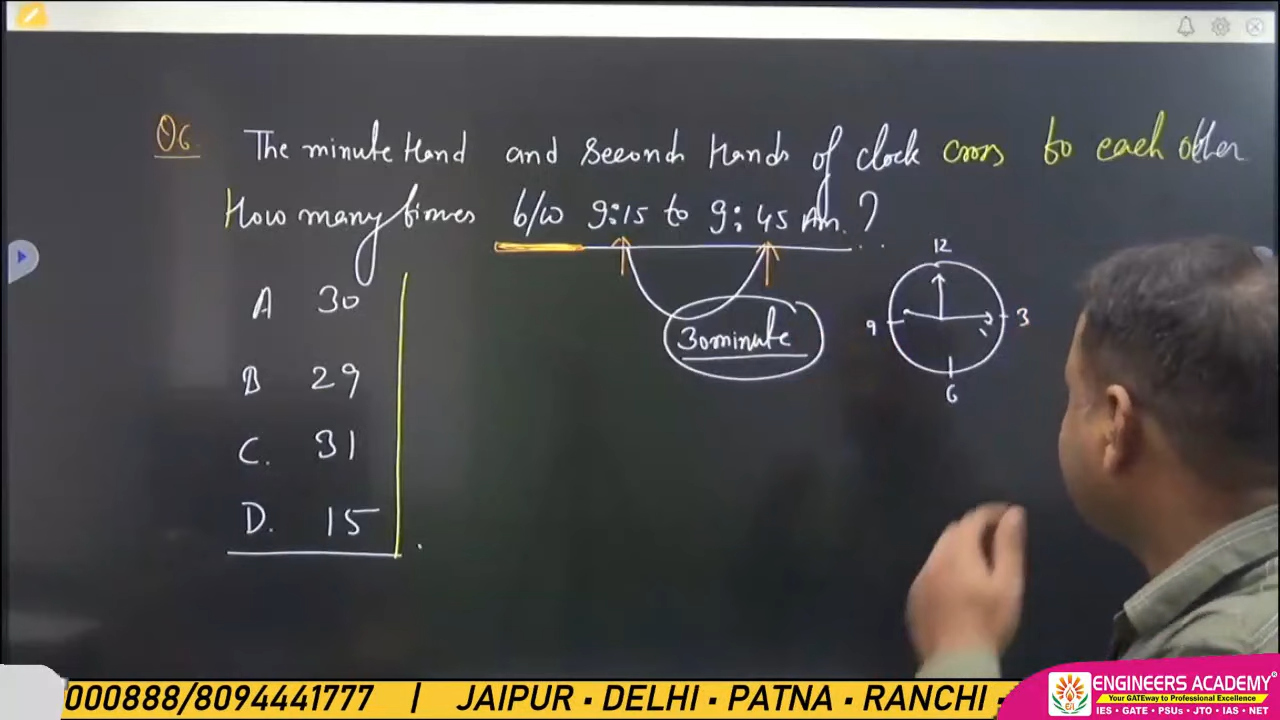 Q6. The minute Hand and Second Hands of clock cross to each other
How many times b/w 9:15 to 9:45 Am. ?
12
A 30
30minute
9
3
B 29
6
C. 31
D. 15
000888/8094441777 | JAIPUR • DELHI • PATNA • RANCHI •
ENGINEERS ACADEMY
Your GATEway to Professional Excellence
IES • GATE • PSUs • JTO • IAS • NET